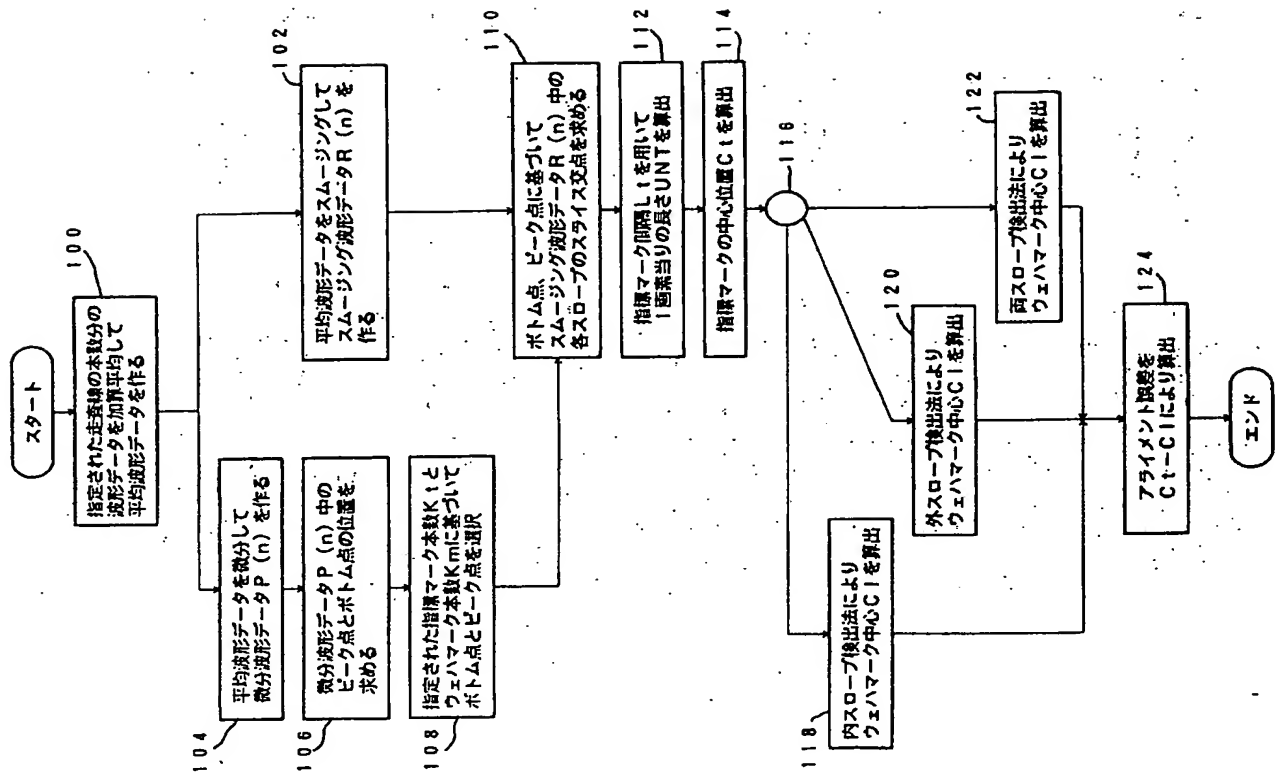 スタート
100
指定された走査線の本数分の
波形データを加算平均して
平均波形データを作る
102
平均波形データをスムージングして
スムージング波形データR(n)を
作る
104
平均波形データを微分して
微分波形データP(n)を作る
106
微分波形データP(n)中の
ピーク点とボトム点の位置を
求める
108
指定された指標マーク本数Ktと
ウェハマーク本数Kmに基づいて
ボトム点とピーク点を選択
110
ボトム点、ピーク点に基づいて
スムージング波形データR(n)中の
各スロープのスライス交点を求める
112
指標マーク間隔Ltを用いて
1画素当りの長さUNTを算出
114
指標マークの中心位置Ctを算出
116
118
内スロープ検出法により
ウェハマーク中心Clを算出
120
外スロープ検出法により
ウェハマーク中心Clを算出
122
両スロープ検出法により
ウェハマーク中心Clを算出
124
アライメント誤差を
Ct−Clにより算出
エンド